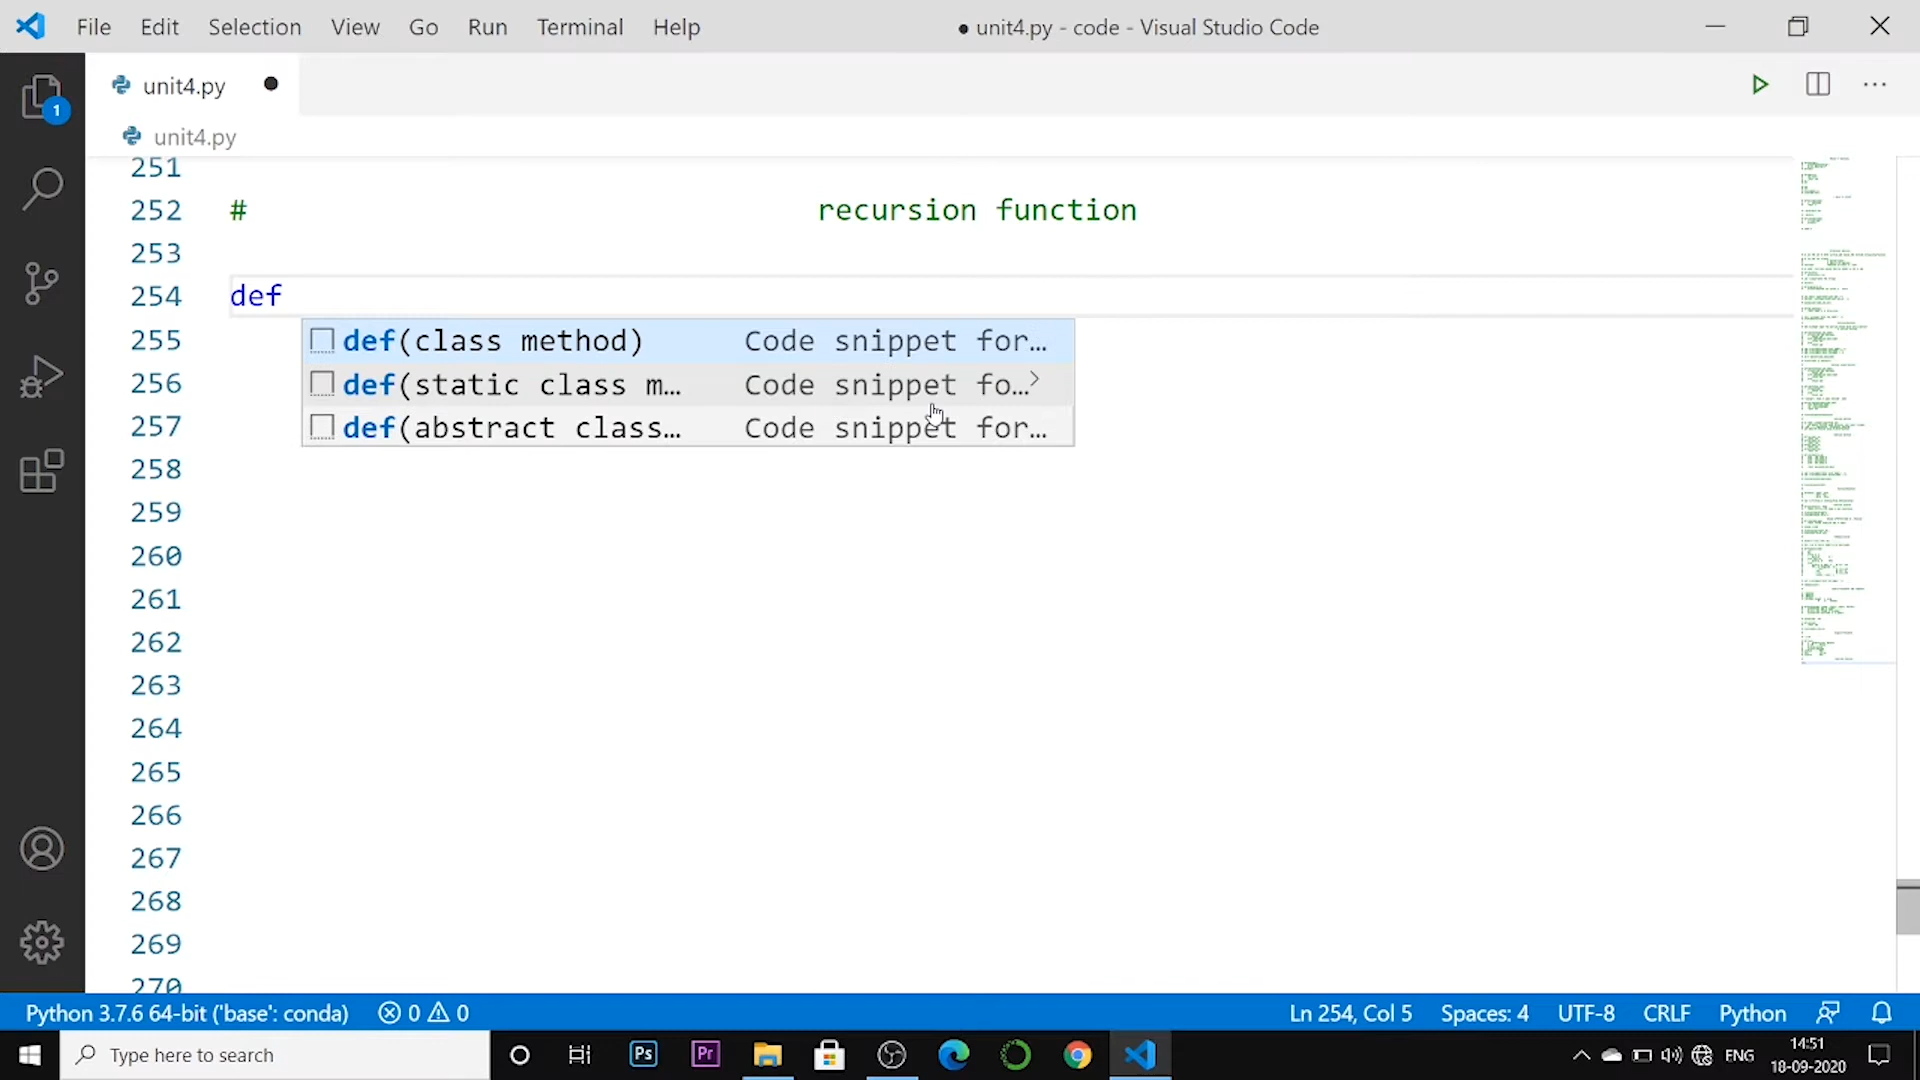 File Edit Selection View Go Run Terminal Help ● unit4.py - code - Visual Studio Code
1
unit4.py
unit4.py
251
252 # recursion function
253
254 def
255 def(class method) Code snippet for…
256 def(static class m… Code snippet fo…
257 def(abstract class… Code snippet for…
258
259
260
261
262
263
264
265
266
267
268
269
270
Python 3.7.6 64-bit ('base': conda) 0 0 Ln 254, Col 5 Spaces: 4 UTF-8 CRLF Python
Type here to search Ps Pr ENG 14:51
18-09-2020